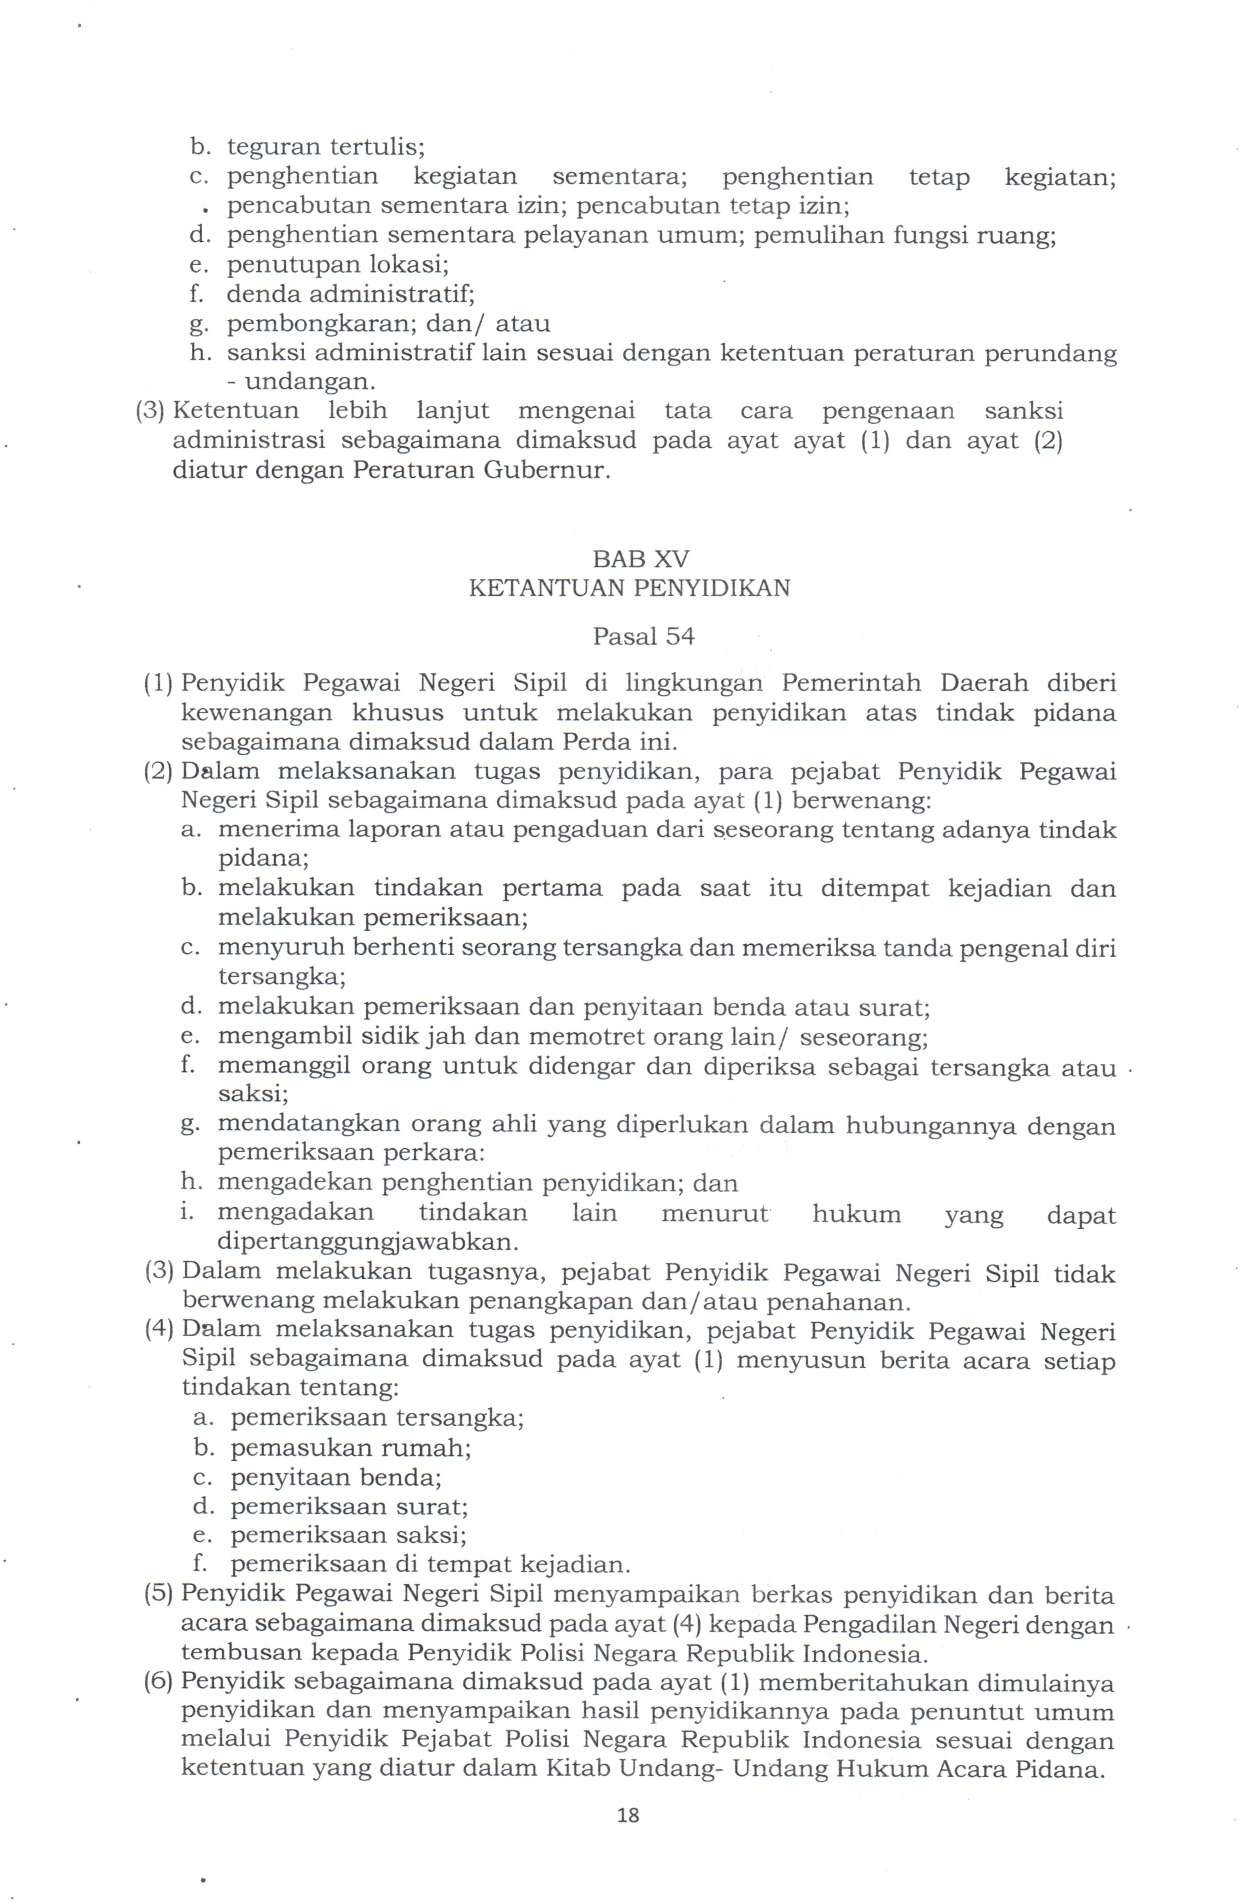 b. teguran tertulis;
c. penghentian kegiatan sementara; penghentian tetap kegiatan;
. pencabutan sementara izin; pencabutan tetap izin;
d. penghentian sementara pelayanan umum; pemulihan fungsi ruang;
e. penutupan lokasi;
f. denda administratif;
g. pembongkaran; dan/ atau
h. sanksi administratif lain sesuai dengan ketentuan peraturan perundang
- undangan.
(3) Ketentuan lebih lanjut mengenai tata cara pengenaan sanksi
administrasi sebagaimana dimaksud pada ayat ayat (1) dan ayat (2)
diatur dengan Peraturan Gubernur.
BAB XV
KETANTUAN PENYIDIKAN
Pasal 54
(1) Penyidik Pegawai Negeri Sipil di lingkungan Pemerintah Daerah diberi
kewenangan khusus untuk melakukan penyidikan atas tindak pidana
sebagaimana dimaksud dalam Perda ini.
(2) Dalam melaksanakan tugas penyidikan, para pejabat Penyidik Pegawai
Negeri Sipil sebagaimana dimaksud pada ayat (1) berwenang:
a. menerima laporan atau pengaduan dari seseorang tentang adanya tindak
pidana;
b. melakukan tindakan pertama pada saat itu ditempat kejadian dan
melakukan pemeriksaan;
c. menyuruh berhenti seorang tersangka dan memeriksa tanda pengenal diri
tersangka;
d. melakukan pemeriksaan dan penyitaan benda atau surat;
e. mengambil sidik jah dan memotret orang lain/ seseorang;
f. memanggil orang untuk didengar dan diperiksa sebagai tersangka atau
saksi;
g. mendatangkan orang ahli yang diperlukan dalam hubungannya dengan
pemeriksaan perkara:
h. mengadekan penghentian penyidikan; dan
i. mengadakan tindakan lain menurut hukum yang dapat
dipertanggungjawabkan.
(3) Dalam melakukan tugasnya, pejabat Penyidik Pegawai Negeri Sipil tidak
berwenang melakukan penangkapan dan/atau penahanan.
(4) Dalam melaksanakan tugas penyidikan, pejabat Penyidik Pegawai Negeri
Sipil sebagaimana dimaksud pada ayat (1) menyusun berita acara setiap
tindakan tentang:
a. pemeriksaan tersangka;
b. pemasukan rumah;
c. penyitaan benda;
d. pemeriksaan surat;
e. pemeriksaan saksi;
f. pemeriksaan di tempat kejadian.
(5) Penyidik Pegawai Negeri Sipil menyampaikan berkas penyidikan dan berita
acara sebagaimana dimaksud pada ayat (4) kepada Pengadilan Negeri dengan
tembusan kepada Penyidik Polisi Negara Republik Indonesia.
(6) Penyidik sebagaimana dimaksud pada ayat (1) memberitahukan dimulainya
penyidikan dan menyampaikan hasil penyidikannya pada penuntut umum
melalui Penyidik Pejabat Polisi Negara Republik Indonesia sesuai dengan
ketentuan yang diatur dalam Kitab Undang- Undang Hukum Acara Pidana.
18